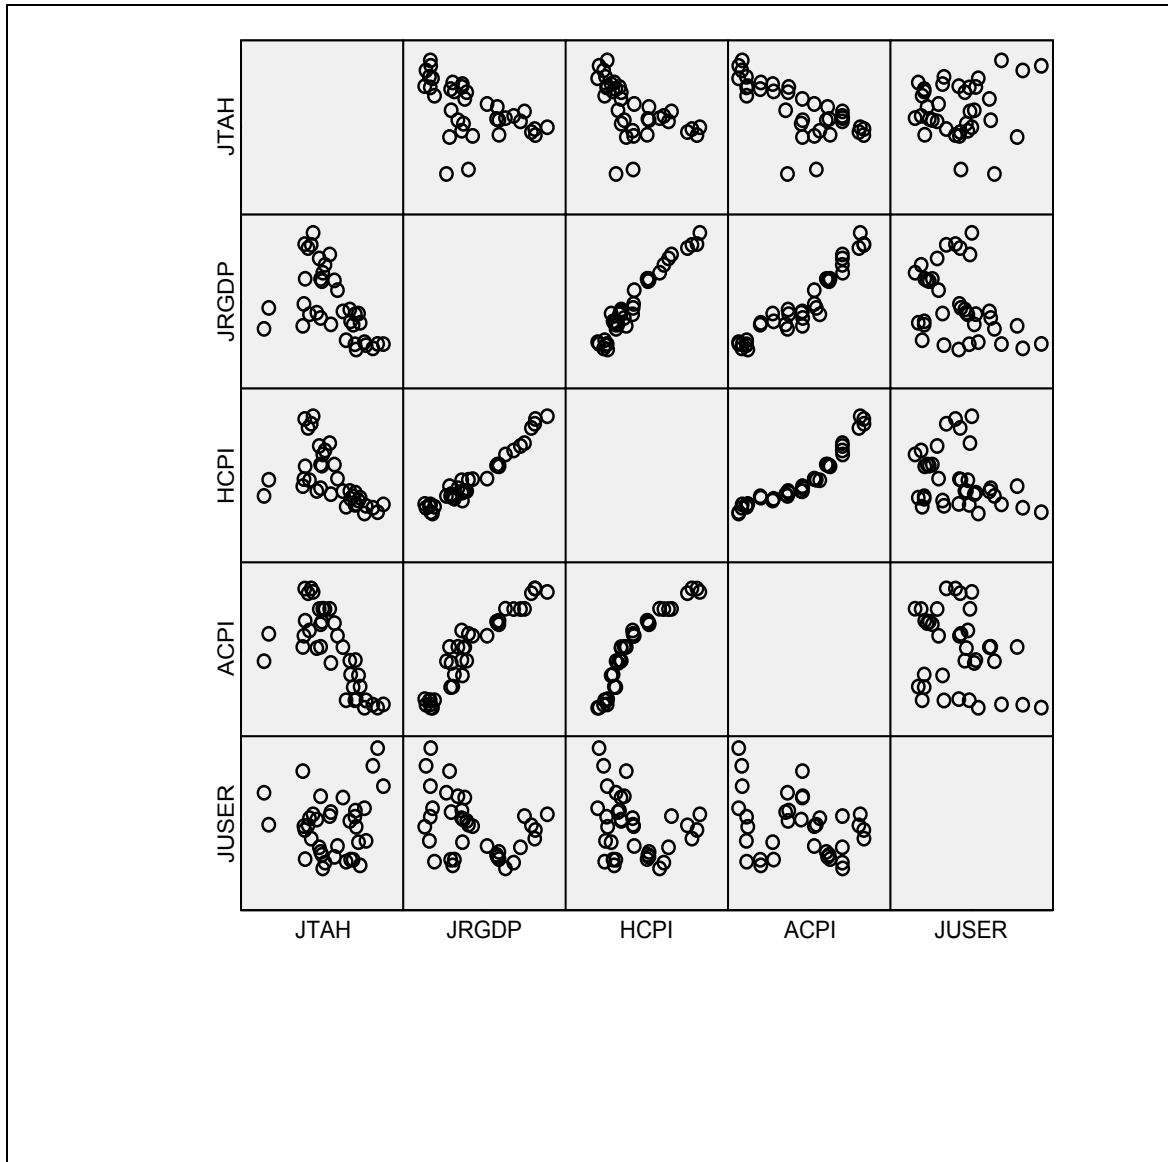 JTAH
JRGDP
HCPI
ACPI
JUSER
JTAH JRGDP HCPI ACPI JUSER